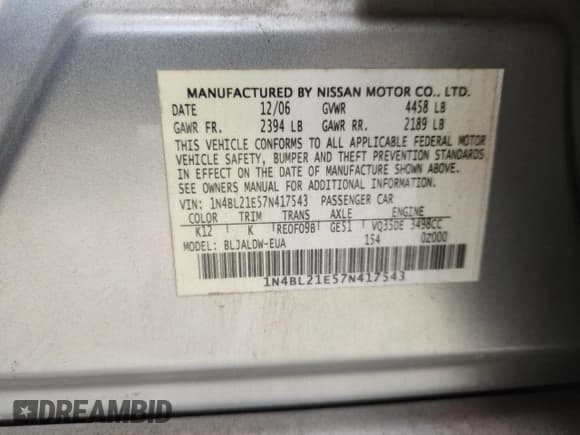 MANUFACTURED BY NISSAN MOTOR CO., LTD.
DATE 12/06 GVWR 4458 LB
GAWR FR. 2394 LB GAWR RR. 2189 LB
THIS VEHICLE CONFORMS TO ALL APPLICABLE FEDERAL MOTOR
VEHICLE SAFETY, BUMPER AND THEFT PREVENTION STANDARDS
IN EFFECT ON THE DATE OF MANUFACTURE SHOWN ABOVE.
SEE OWNERS MANUAL FOR ADDITIONAL INFORMATION.
VIN: 1N4BL21E57N417543 PASSENGER CAR
COLOR TRIM TRANS AXLE ENGINE
K12 K RE0F09B GE51 VQ35DE 3498CC
MODEL: BLJALDW-EUA 154 0Z000
1N4BL21E57N417543
DREAMBID